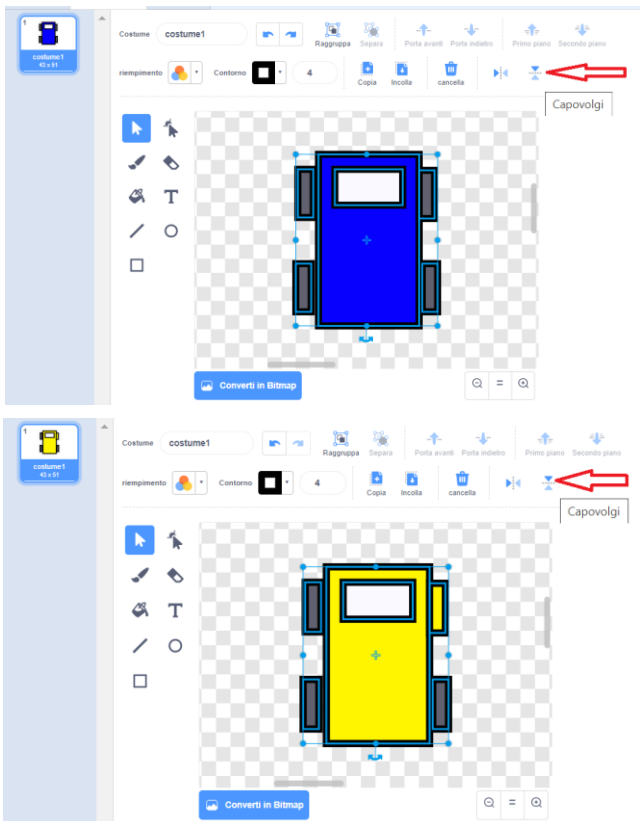 1
costume1
43 x 61
Costume costume1
Raggruppa Separa Porta avanti Porta indietro Primo piano Secondo piano
riempimento Contorno 4
Copia Incolla cancella
Capovolgi
T
Converti in Bitmap
=
1
costume1
43 x 61
Costume costume1
Raggruppa Separa Porta avanti Porta indietro Primo piano Secondo piano
riempimento Contorno 4
Copia Incolla cancella
Capovolgi
T
Converti in Bitmap
=